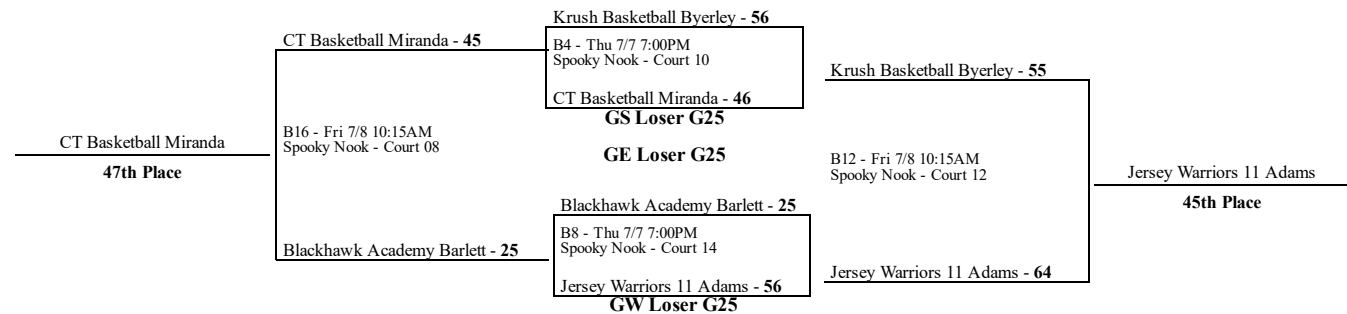 Krush Basketball Byerley - 56
CT Basketball Miranda - 45
B4 - Thu 7/7 7:00PM
Spooky Nook - Court 10
Krush Basketball Byerley - 55
CT Basketball Miranda - 46
GS Loser G25
B16 - Fri 7/8 10:15AM
Spooky Nook - Court 08
CT Basketball Miranda
47th Place
GE Loser G25
B12 - Fri 7/8 10:15AM
Spooky Nook - Court 12
Jersey Warriors 11 Adams
45th Place
Blackhawk Academy Barlett - 25
B8 - Thu 7/7 7:00PM
Spooky Nook - Court 14
Blackhawk Academy Barlett - 25
Jersey Warriors 11 Adams - 64
Jersey Warriors 11 Adams - 56
GW Loser G25